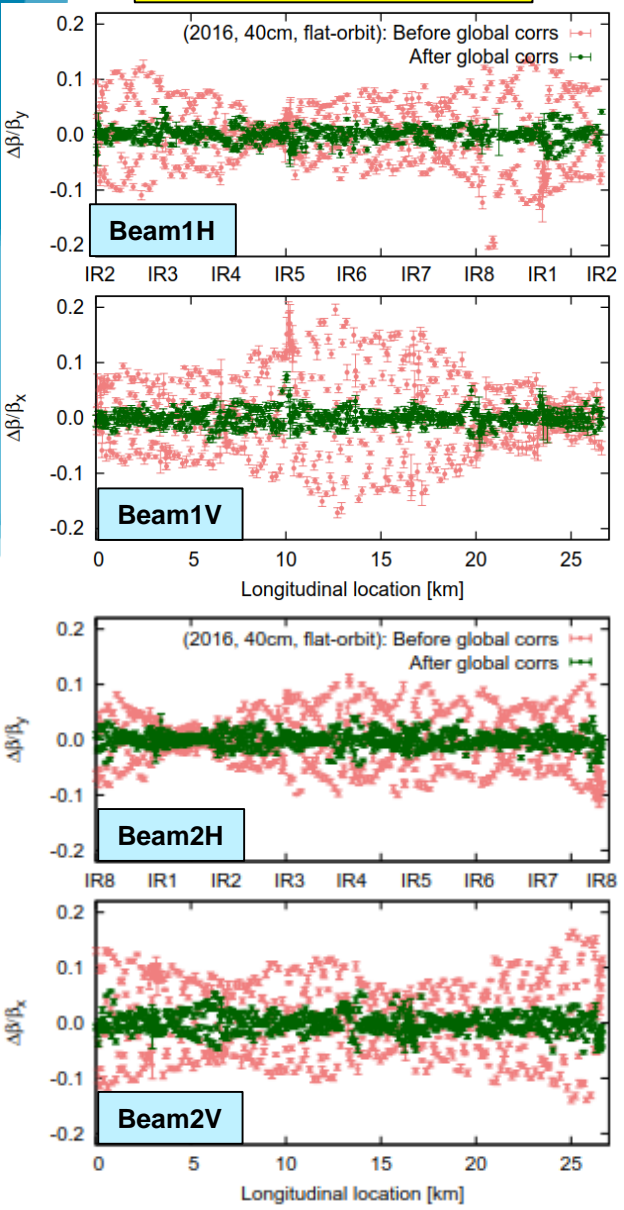 (2016, 40cm, flat-orbit): Before global corrs
After global corrs
0.2
0.1
0.0
-0.1
-0.2
Δβ/βy
Beam1H
IR2 IR3 IR4 IR5 IR6 IR7 IR8 IR1 IR2
0.2
0.1
0.0
-0.1
-0.2
Δβ/βx
Beam1V
0 5 10 15 20 25
Longitudinal location [km]
(2016, 40cm, flat-orbit): Before global corrs
After global corrs
0.2
0.1
0.0
-0.1
-0.2
Δβ/βy
Beam2H
IR8 IR1 IR2 IR3 IR4 IR5 IR6 IR7 IR8
0.2
0.1
0.0
-0.1
-0.2
Δβ/βx
Beam2V
0 5 10 15 20 25
Longitudinal location [km]